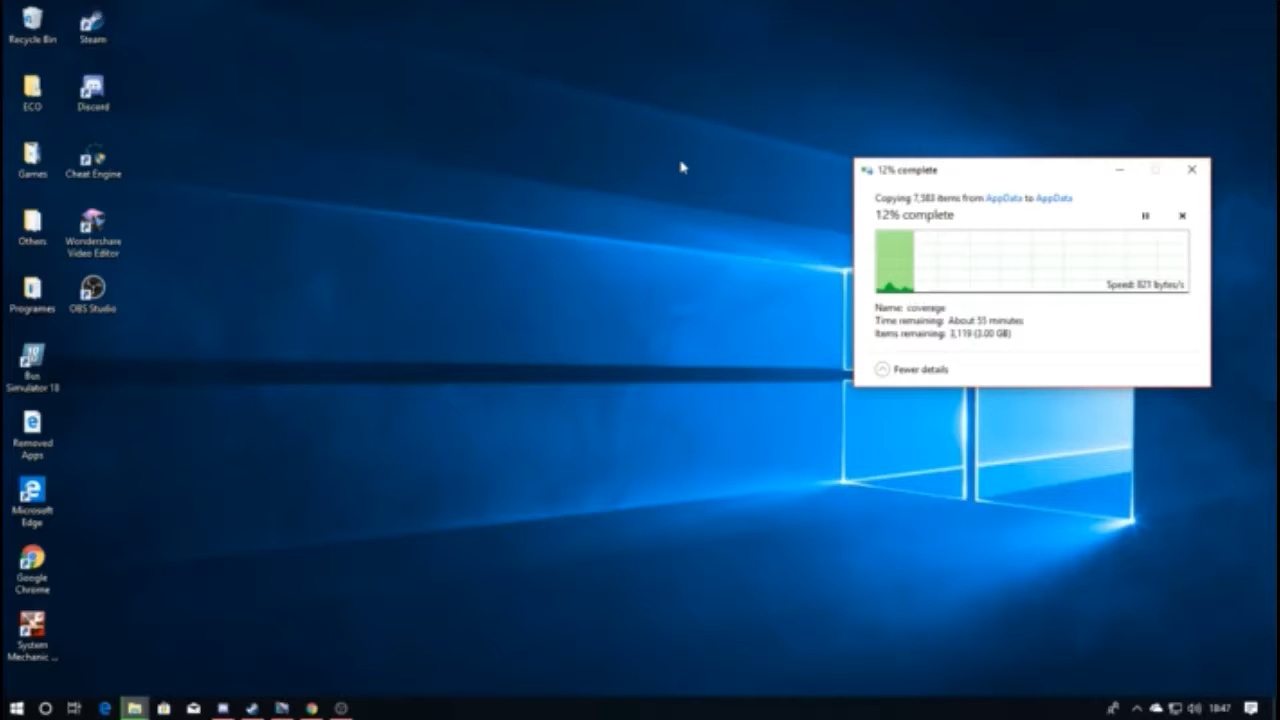 Recycle Bin
Steam
ECO
Discord
Games
Cheat Engine
Others
Wondershare
Video Editor
Programes
OBS Studio
Bus
Simulator 18
Removed
Apps
Microsoft
Edge
Google
Chrome
System
Mechanic ...
12% complete
Copying 7,383 items from AppData to AppData
12% complete
Speed: 821 bytes/s
Name: coverage
Time remaining: About 55 minutes
Items remaining: 3,119 (3.00 GB)
Fewer details
18:47